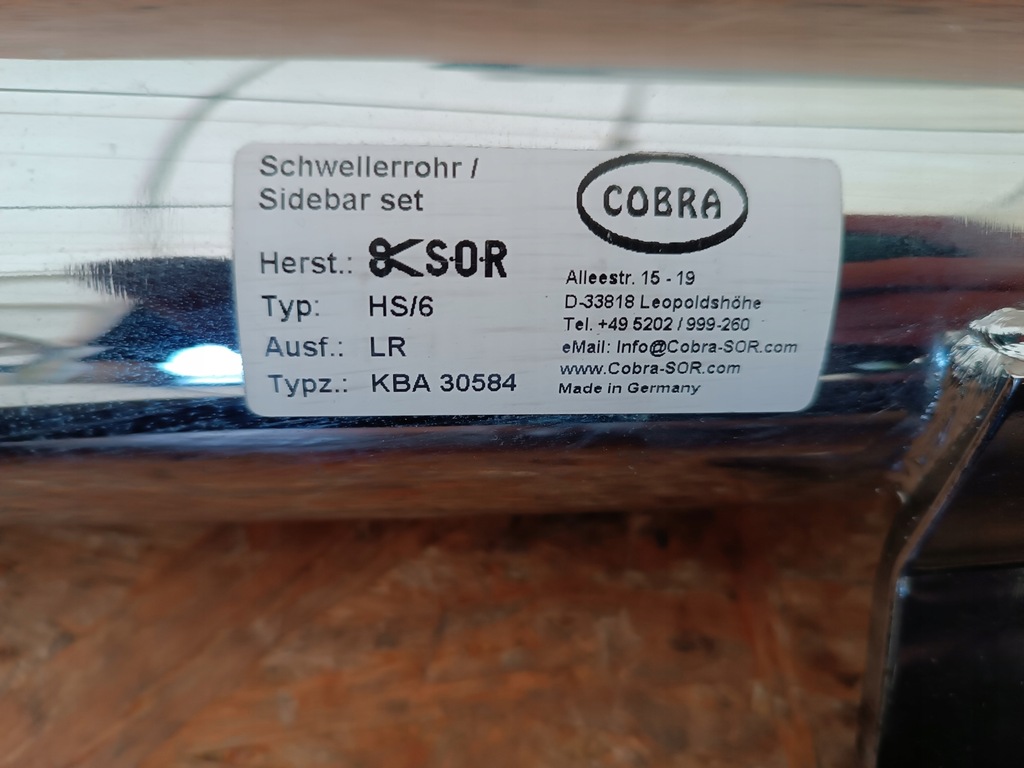 Schwellerrohr /
Sidebar set
Herst.: S·O·R
Typ: HS/6
Ausf.: LR
Typz.: KBA 30584
COBRA
Alleestr. 15 - 19
D-33818 Leopoldshöhe
Tel. +49 5202 / 999-260
eMail: Info@Cobra-SOR.com
www.Cobra-SOR.com
Made in Germany